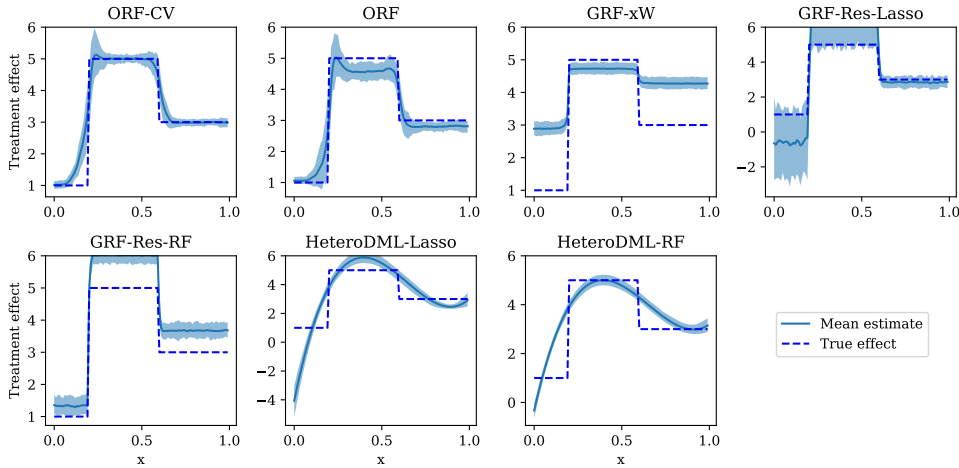 ORF-CV
ORF
GRF-xW
GRF-Res-Lasso
Treatment effect
6
5
4
3
2
1
0.0 0.5 1.0
6
5
4
3
2
1
0.0 0.5 1.0
6
5
4
3
2
1
0.0 0.5 1.0
6
4
2
0
−2
0.0 0.5 1.0
GRF-Res-RF
HeteroDML-Lasso
HeteroDML-RF
Treatment effect
6
5
4
3
2
1
0.0 0.5 1.0
x
6
4
2
0
−2
−4
0.0 0.5 1.0
x
6
4
2
0
0.0 0.5 1.0
x
Mean estimate
True effect